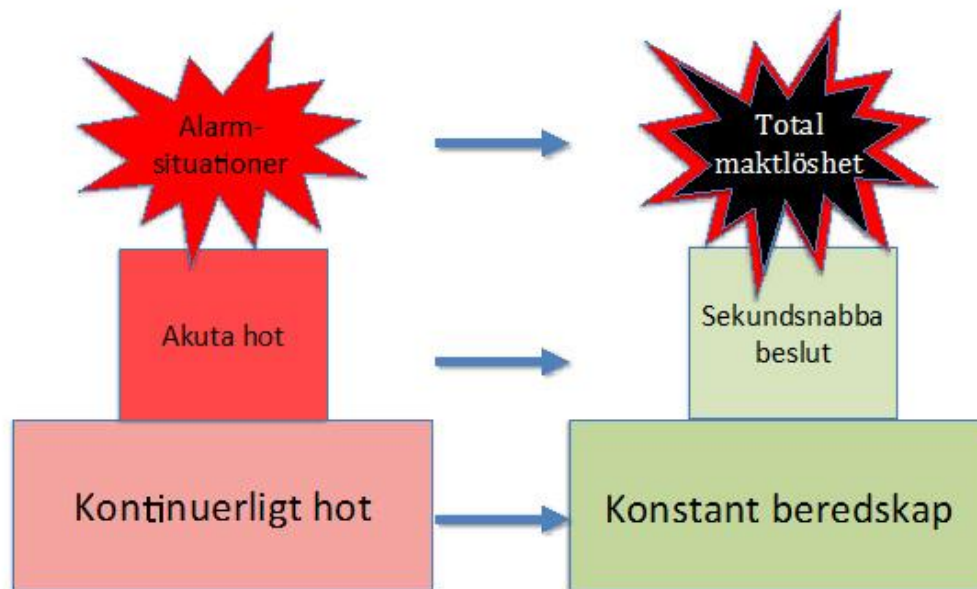 Alarm-
situationer
Total
maktlöshet
Akuta hot
Sekundsnabba
beslut
Kontinuerligt hot
Konstant beredskap